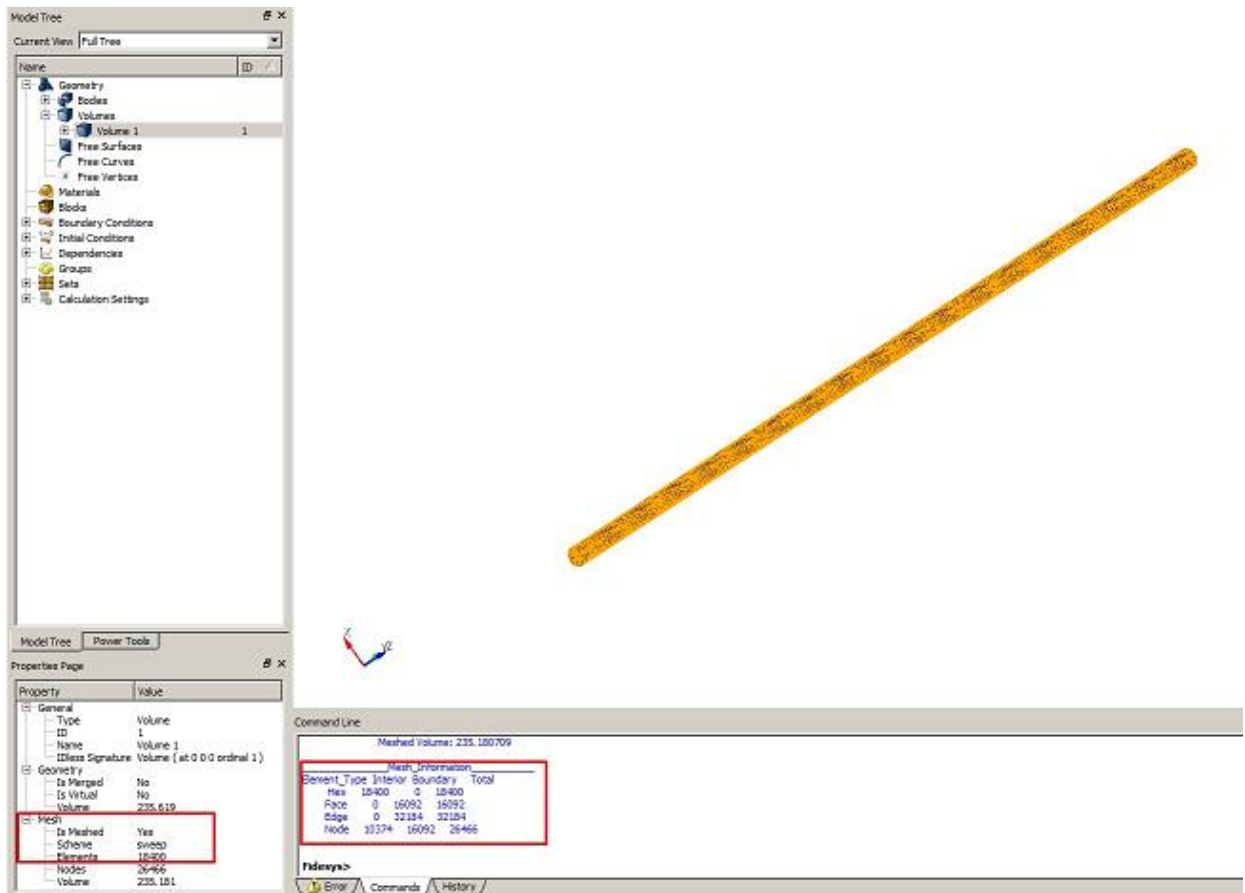 Model Tree
Current View Full Tree
Name ID
Geometry
Bodies
Volumes
Volume 1 1
Free Surfaces
Free Curves
Free Vertices
Materials
Blocks
Boundary Conditions
Initial Conditions
Dependencies
Groups
Sets
Calculation Settings
Model Tree Power Tools
Properties Page
Property Value
General
Type Volume
ID 1
Name Volume 1
IDless Signature Volume ( at 0 0 0 ordinal 1 )
Geometry
Is Merged No
Is Virtual No
Volume 235.619
Mesh
Is Meshed Yes
Scheme sweep
Elements 18400
Nodes 26466
Volume 235.181
Command Line
Meshed Volume: 235.180709
Mesh_Information
Element_Type Interior Boundary Total
Hex 18400 0 18400
Face 0 16092 16092
Edge 0 32184 32184
Node 10374 16092 26466
Fidesys>
Error Commands History